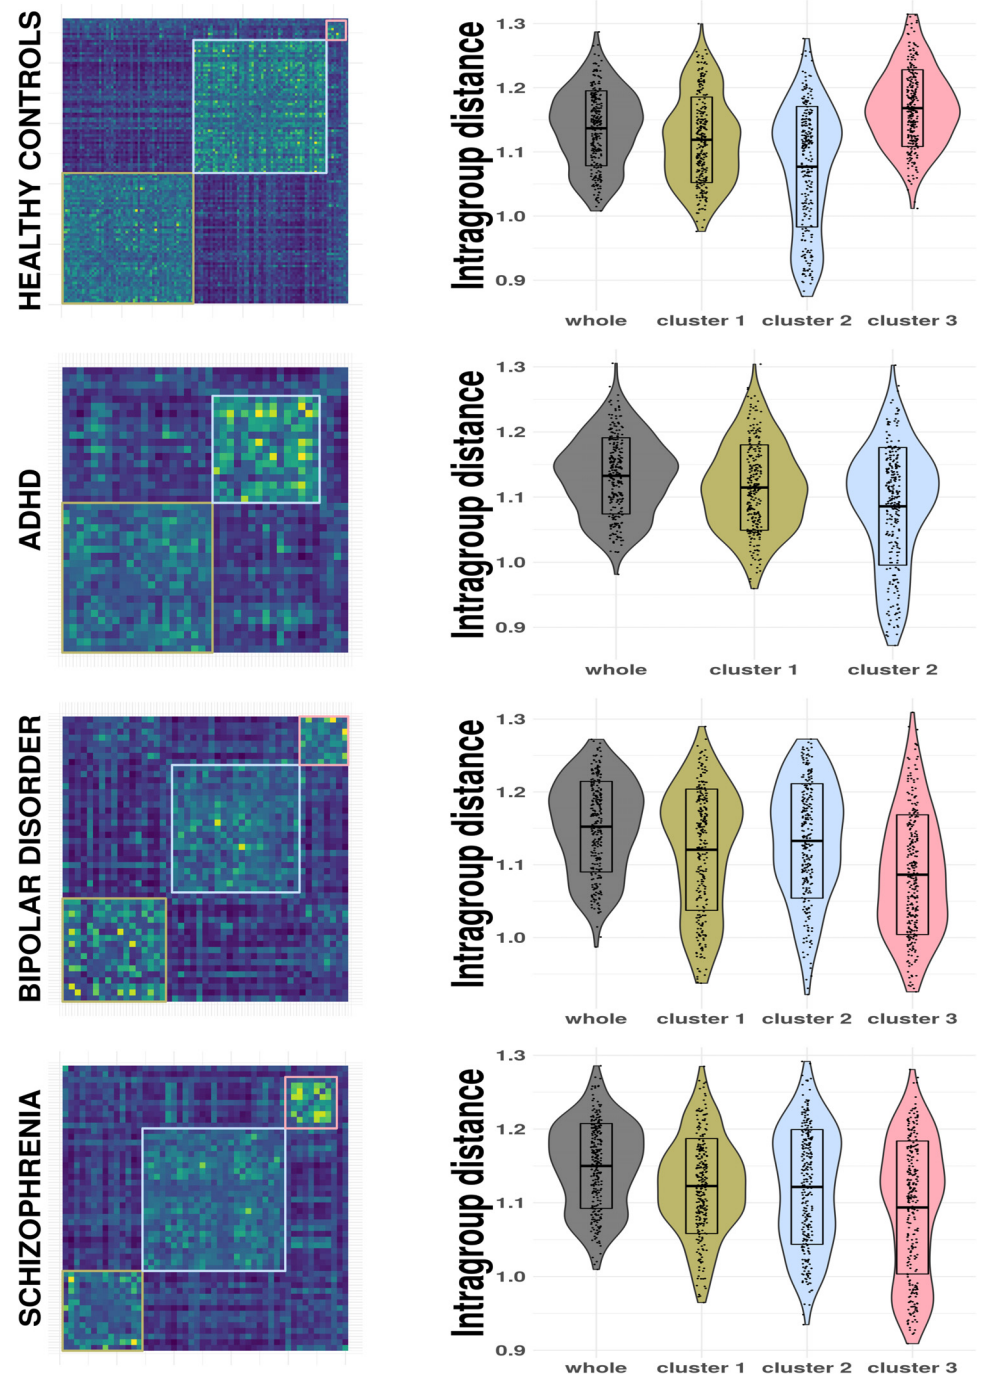 HEALTHY CONTROLS
Intragroup distance
1.3
1.2
1.1
1.0
0.9
whole cluster 1 cluster 2 cluster 3
ADHD
Intragroup distance
1.3
1.2
1.1
1.0
0.9
whole cluster 1 cluster 2
BIPOLAR DISORDER
Intragroup distance
1.3
1.2
1.1
1.0
whole cluster 1 cluster 2 cluster 3
SCHIZOPHRENIA
Intragroup distance
1.3
1.2
1.1
1.0
0.9
whole cluster 1 cluster 2 cluster 3